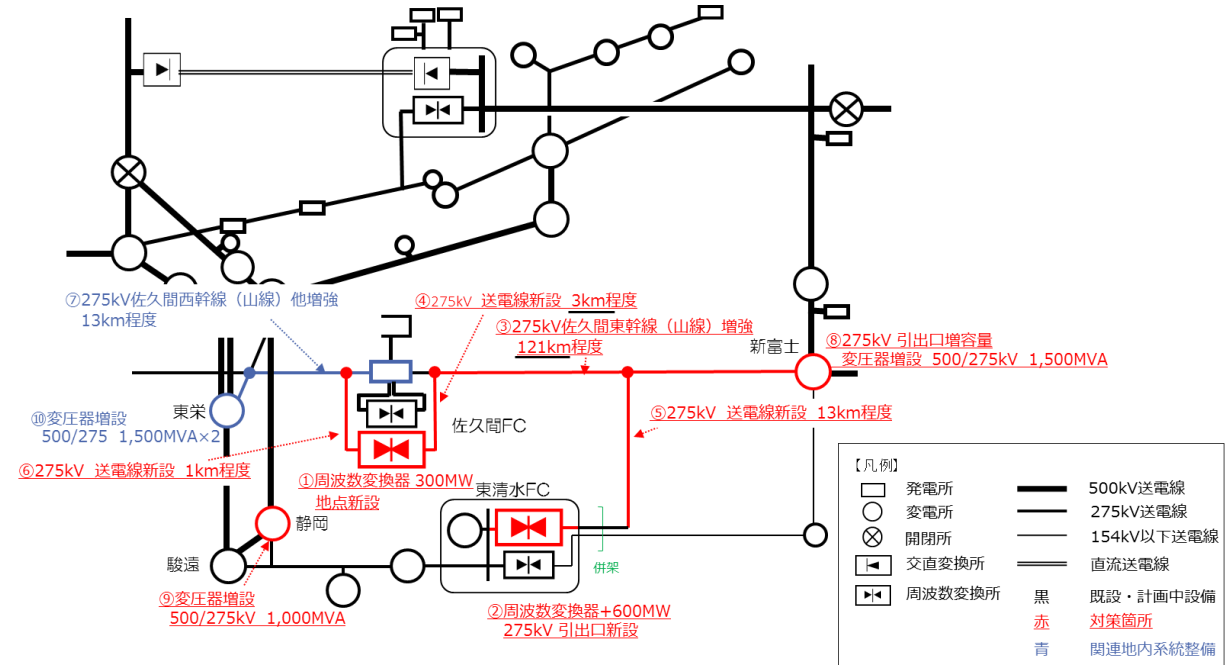 ⑦275kV佐久間西幹線（山線）他増強
13km程度
④275kV 送電線新設 3km程度
③275kV佐久間東幹線（山線）増強
121km程度
新富士
⑧275kV 引出口増容量
変圧器増設 500/275kV 1,500MVA
東栄
⑩変圧器増設
500/275 1,500MVA×2
佐久間FC
⑤275kV 送電線新設 13km程度
⑥275kV 送電線新設 1km程度
①周波数変換器 300MW
地点新設
東清水FC
静岡
駿遠
併架
⑨変圧器増設
500/275kV 1,000MVA
②周波数変換器+600MW
275kV 引出口新設
【凡例】
発電所
500kV送電線
変電所
275kV送電線
開閉所
154kV以下送電線
交直変換所
直流送電線
周波数変換所
黒 既設・計画中設備
赤 対策箇所
青 関連地内系統整備